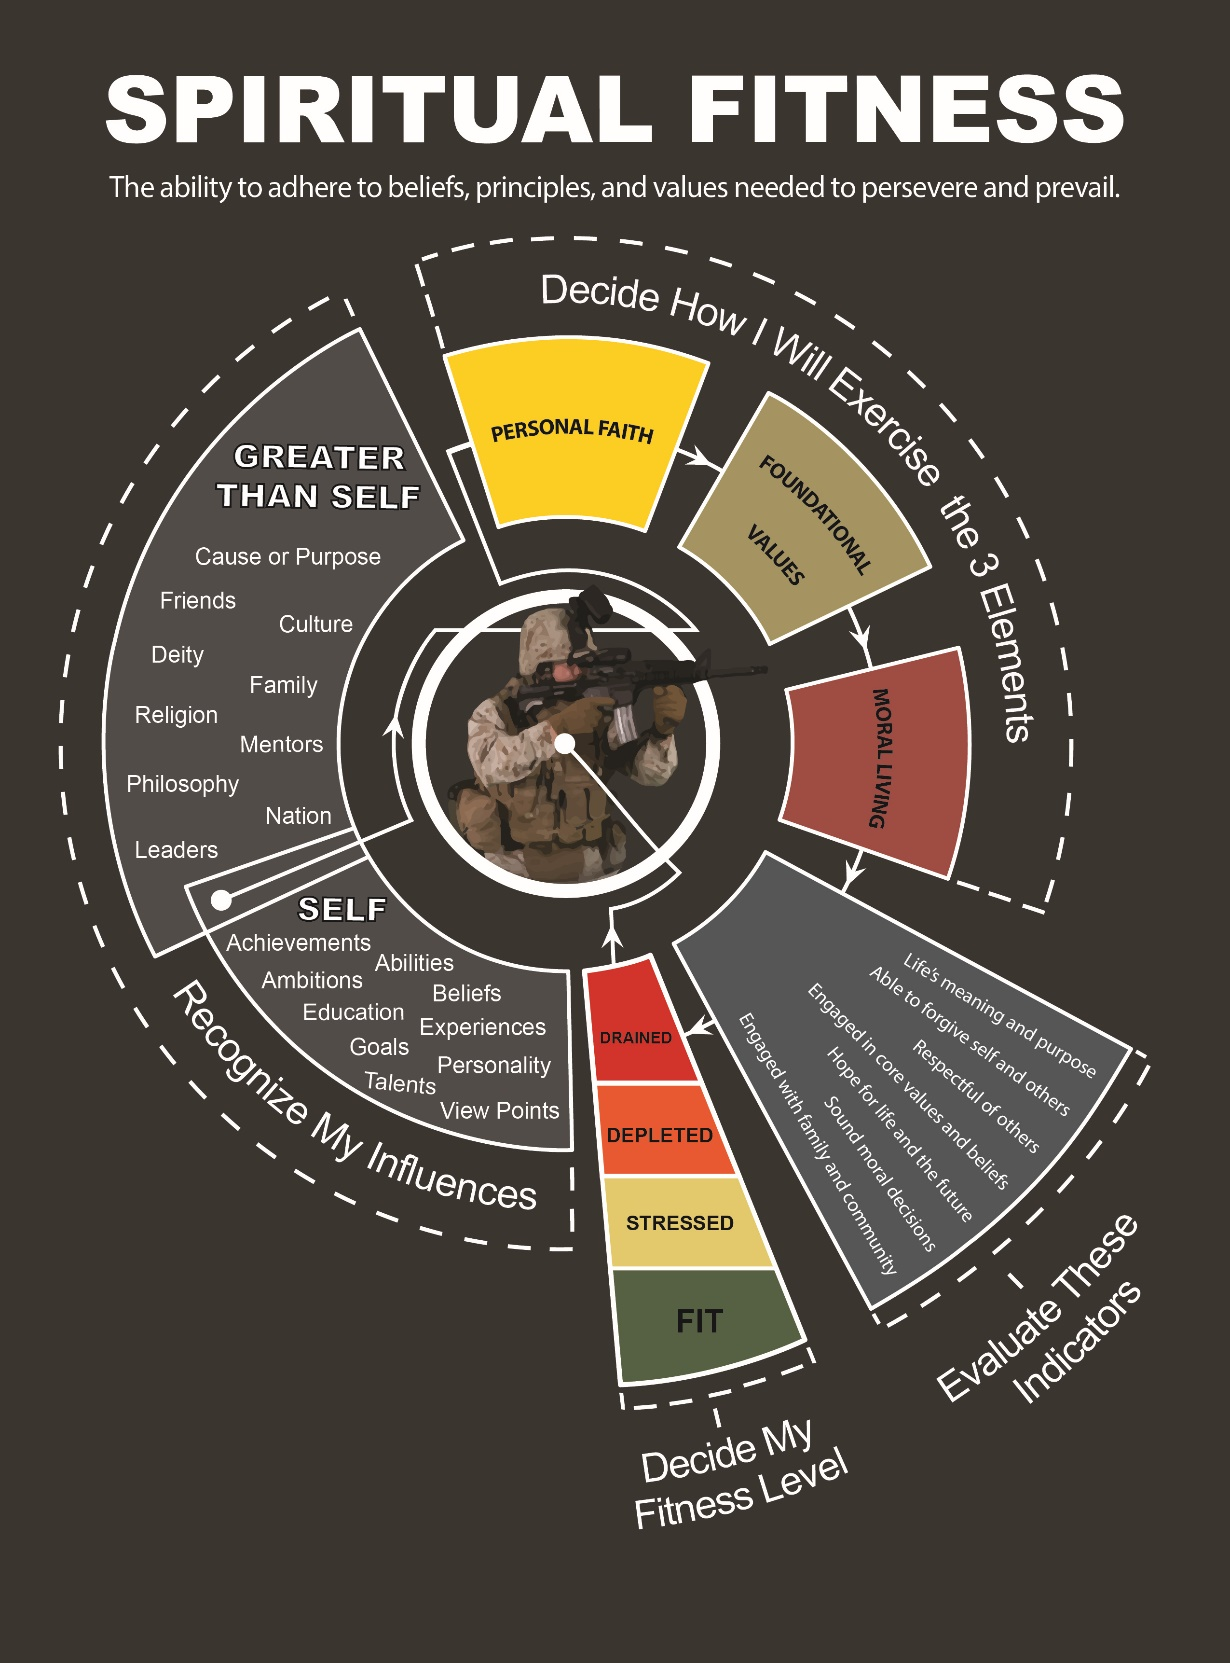 SPIRITUAL FITNESS
The ability to adhere to beliefs, principles, and values needed to persevere and prevail.
Decide How I Will Exercise the 3 Elements
PERSONAL FAITH
FOUNDATIONAL
VALUES
MORAL LIVING
GREATER
THAN SELF
Cause or Purpose
Friends
Culture
Deity
Family
Religion
Mentors
Philosophy
Nation
Leaders
SELF
Achievements
Abilities
Ambitions
Beliefs
Education
Experiences
Goals
Personality
Talents
View Points
Recognize My Influences
Life's meaning and purpose
Able to forgive self and others
Respectful of others
Engaged in core values and beliefs
Hope for life and the future
Sound moral decisions
Engaged with family and community
Evaluate These
Indicators
DRAINED
DEPLETED
STRESSED
FIT
Decide My
Fitness Level